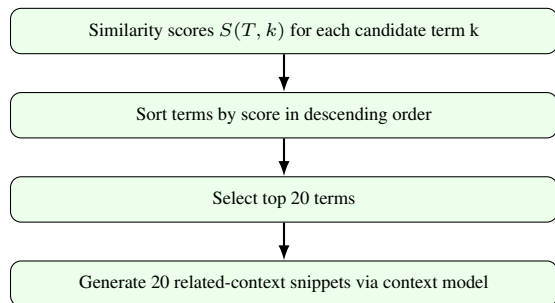 Similarity scores S(T, k) for each candidate term k
Sort terms by score in descending order
Select top 20 terms
Generate 20 related-context snippets via context model